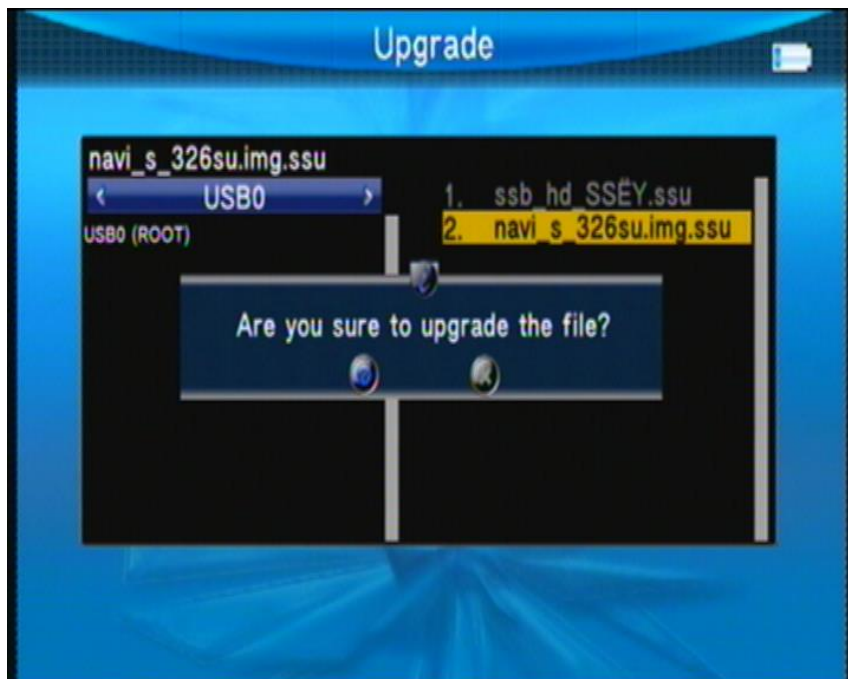 Upgrade
navi_s_326su.img.ssu
USB0
USB0 (ROOT)
1. ssb_hd_SSËY.ssu
2. navi_s_326su.img.ssu
Are you sure to upgrade the file?